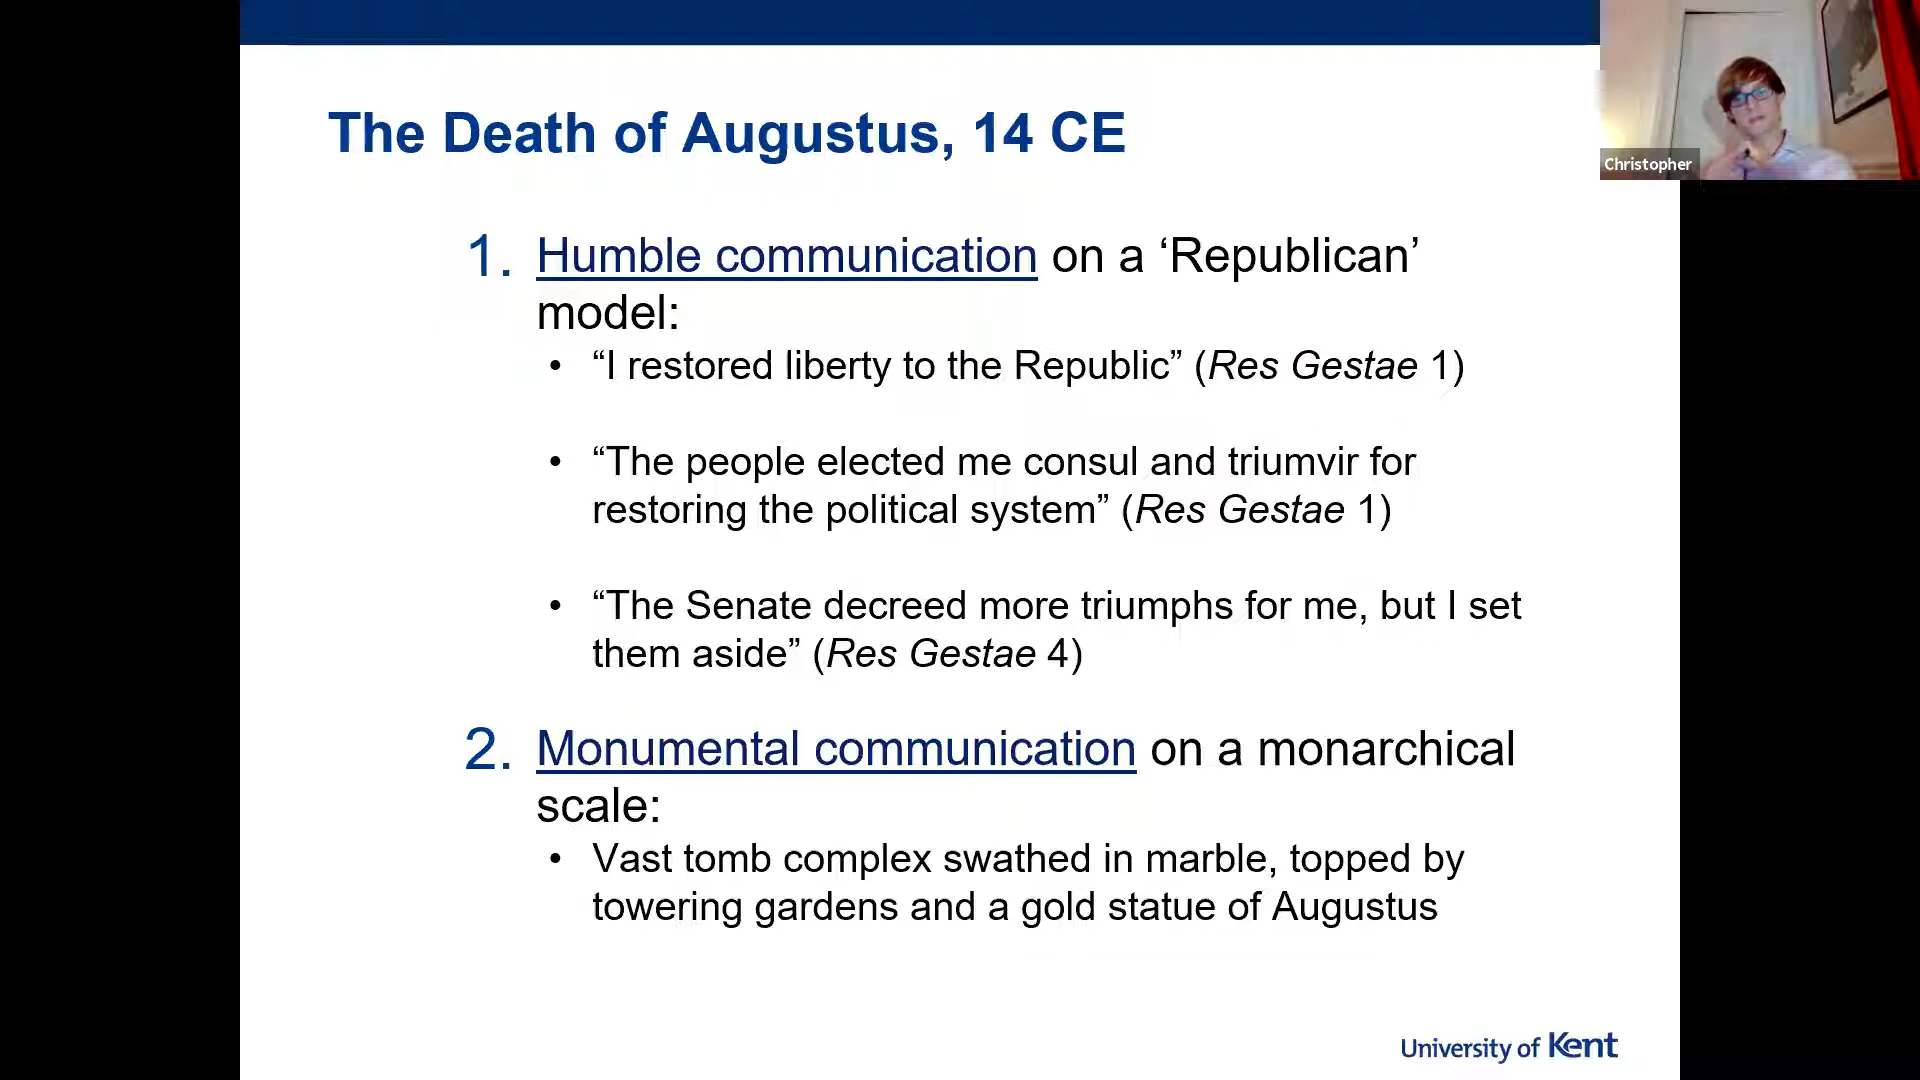 The Death of Augustus, 14 CE
Christopher
1. Humble communication on a ‘Republican’
model:
• “I restored liberty to the Republic” (Res Gestae 1)
• “The people elected me consul and triumvir for
restoring the political system” (Res Gestae 1)
• “The Senate decreed more triumphs for me, but I set
them aside” (Res Gestae 4)
2. Monumental communication on a monarchical
scale:
• Vast tomb complex swathed in marble, topped by
towering gardens and a gold statue of Augustus
University of Kent